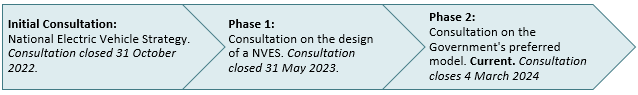 Initial Consultation:
National Electric Vehicle Strategy.
Consultation closed 31 October
2022.
Phase 1:
Consultation on the design
of a NVES. Consultation
closed 31 May 2023.
Phase 2:
Consultation on the
Government's preferred
model. Current. Consultation
closes 4 March 2024